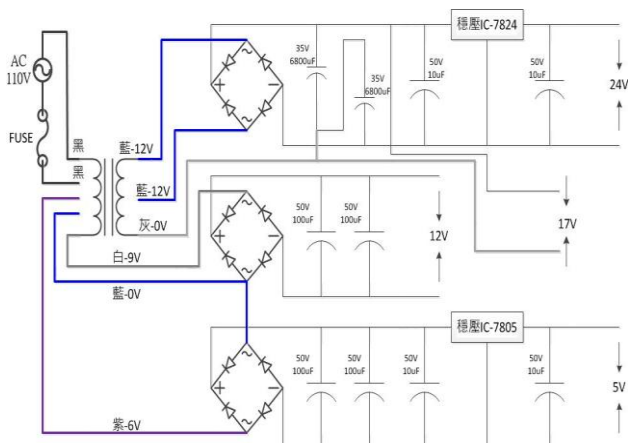 AC
110V
FUSE
黑
黑
藍-12V
藍-12V
灰-0V
白-9V
藍-0V
紫-6V
35V
6800uF
35V
6800uF
50V
10uF
穩壓IC-7824
50V
10uF
24V
50V
100uF
50V
100uF
12V
17V
50V
100uF
50V
100uF
50V
10uF
穩壓IC-7805
50V
10uF
5V